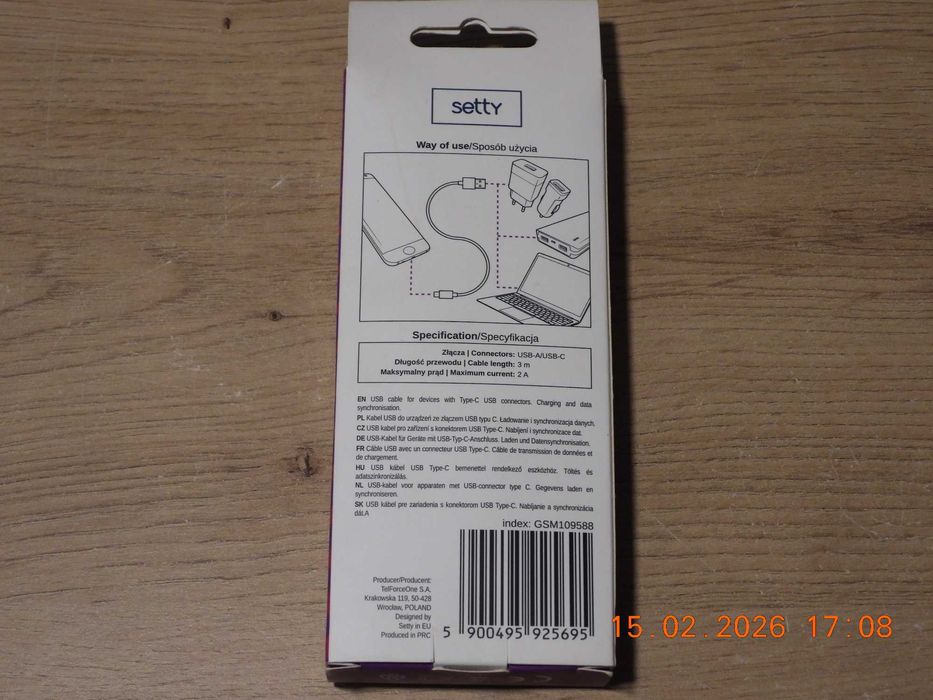 setty
Way of use/Sposób użycia
Specification/Specyfikacja
Złącza | Connectors: USB-A/USB-C
Długość przewodu | Cable length: 3 m
Maksymalny prąd | Maximum current: 2 A
EN USB cable for devices with Type-C USB connectors. Charging and data
synchronisation.
PL Kabel USB do urządzeń ze złączem USB typu C. Ładowanie i synchronizacja danych.
CZ USB kabel pro zařízení s konektorem USB Type-C. Nabíjení i synchronizace dat.
DE USB-Kabel für Geräte mit USB-Typ-C-Anschluss. Laden und Datensynchronisation.
FR Câble USB avec un connecteur USB Type-C. Câble de transmission de données et
de chargement.
HU USB kábel USB Type-C bemenettel rendelkező eszközhöz. Töltés és
adatszinkronizálás.
NL USB-kabel voor apparaten met USB-connector type C. Gegevens laden en
synchroniseren.
SK USB kábel pre zariadenia s konektorom USB Type-C. Nabíjanie a synchronizácia
dát.A
index: GSM109588
Producer/Producent:
TelForceOne S.A.
Krakowska 119, 50-428
Wrocław, POLAND
Designed by
Setty in EU
Produced in PRC
5 900495 925695
15.02.2026 17:08